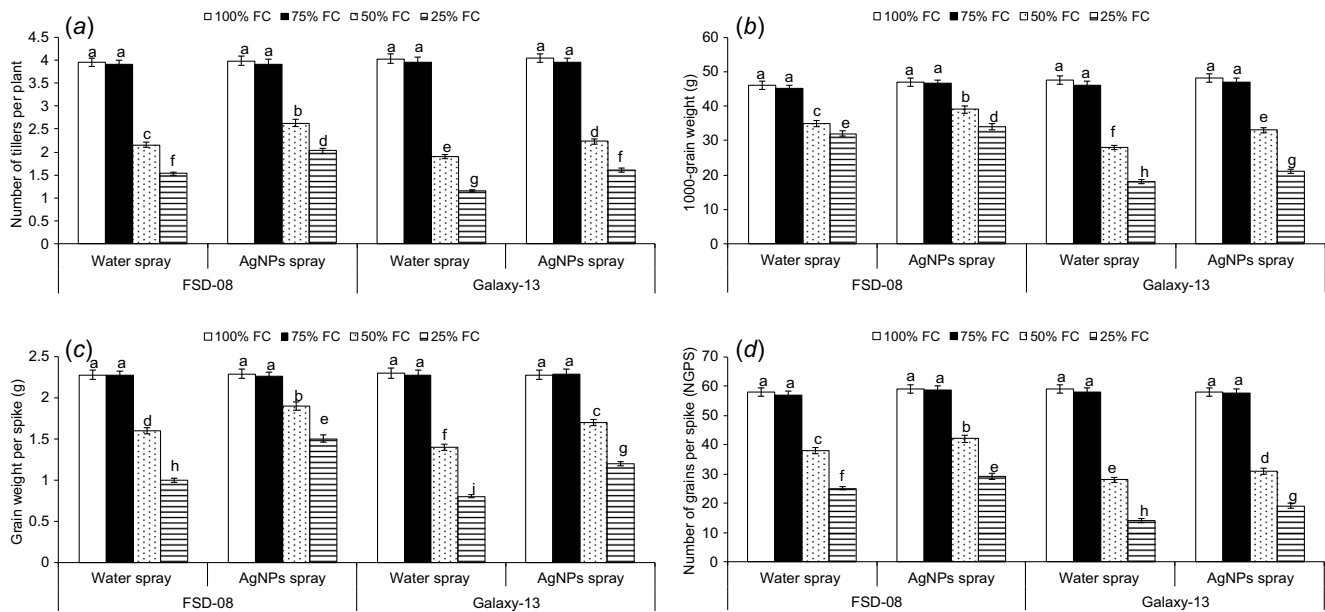 (a)
100% FC 75% FC 50% FC 25% FC
Number of tillers per plant
4.5
4
3.5
3
2.5
2
1.5
1
0.5
0
a a c f
a a b d
a a e g
a a d f
Water spray AgNPs spray Water spray AgNPs spray
FSD-08 Galaxy-13
(b)
100% FC 75% FC 50% FC 25% FC
1000-grain weight (g)
60
50
40
30
20
10
0
a a c e
a a b d
a a f h
a a e g
Water spray AgNPs spray Water spray AgNPs spray
FSD-08 Galaxy-13
(c)
100% FC 75% FC 50% FC 25% FC
Grain weight per spike (g)
2.5
2
1.5
1
0.5
0
a a d h
a a b e
a a f j
a a c g
Water spray AgNPs spray Water spray AgNPs spray
FSD-08 Galaxy-13
(d)
100% FC 75% FC 50% FC 25% FC
Number of grains per spike (NGPS)
70
60
50
40
30
20
10
0
a a c f
a a b e
a a e h
a a d g
Water spray AgNPs spray Water spray AgNPs spray
FSD-08 Galaxy-13